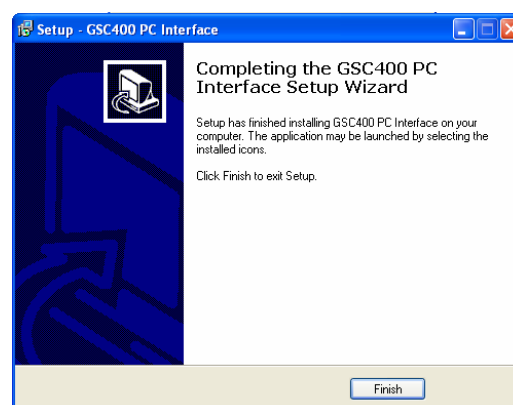 Setup - GSC400 PC Interface
Completing the GSC400 PC
Interface Setup Wizard
Setup has finished installing GSC400 PC Interface on your
computer. The application may be launched by selecting the
installed icons.
Click Finish to exit Setup.
Finish